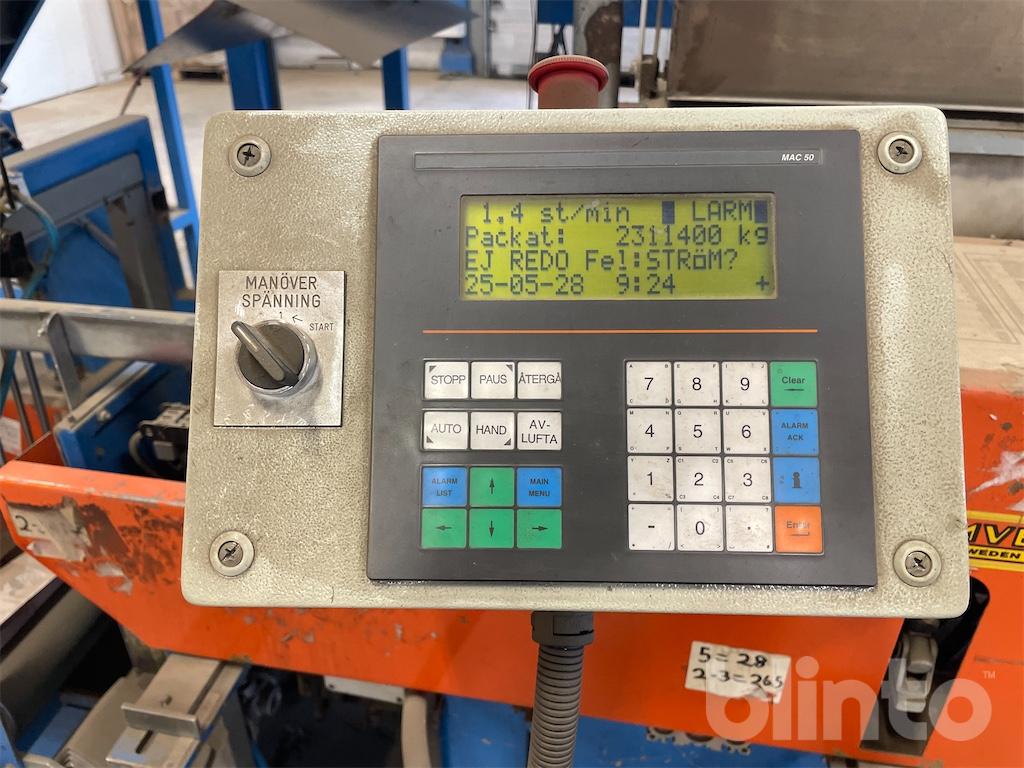 MAC 50
1.4 st/min LARM
Packat: 2311400 kg
EJ REDO Fel:STRÖM?
25-05-28 9:24 +
MANÖVER
SPÄNNING
1
START
STOPP PAUS ÅTERGÅ
AUTO HAND AV-
LUFTA
ALARM
LIST
↑
MAIN
MENU
← ↓ →
7 8 9 Clear
4 5 6 ALARM
ACK
1 2 3 i
- 0 . Enter
SWEDEN
5 = 28
2-3=265
blinto™